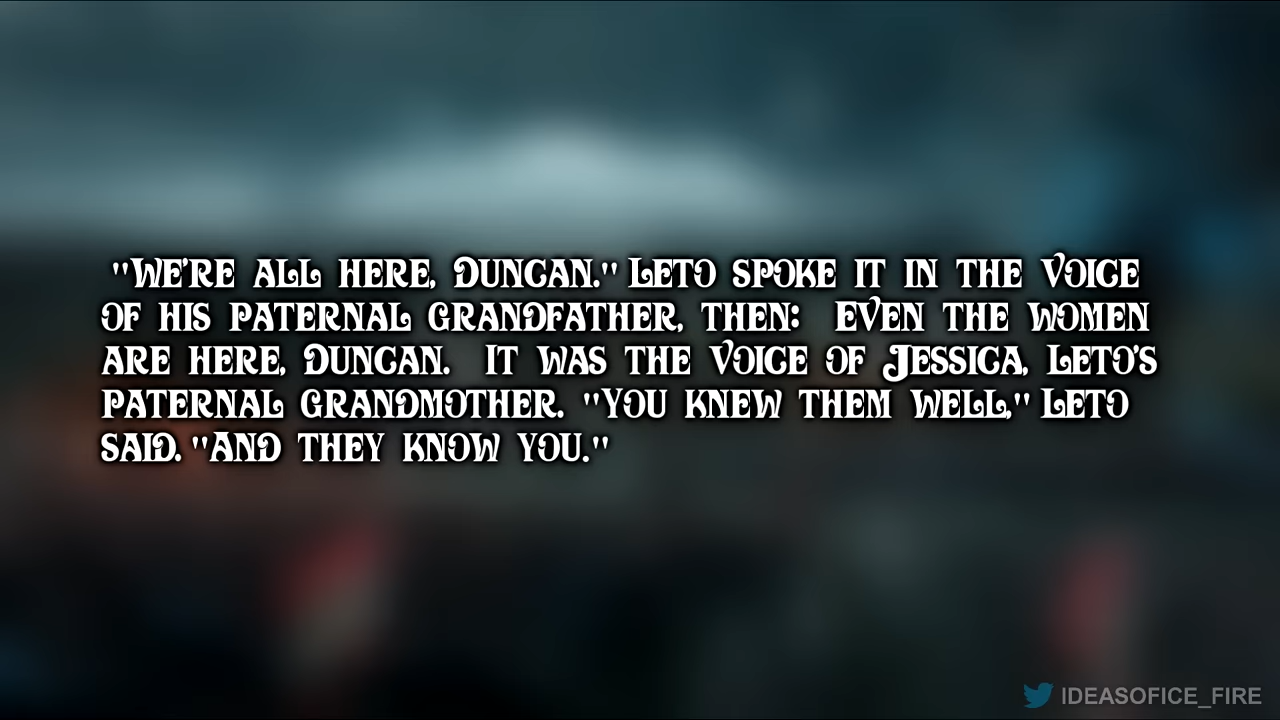 "We're all here, Duncan." Leto spoke it in the voice
of his paternal grandfather, then: Even the women
are here, Duncan. It was the voice of Jessica, Leto's
paternal grandmother. "You knew them well," Leto
said. "And they know you."
IDEASOFICE_FIRE